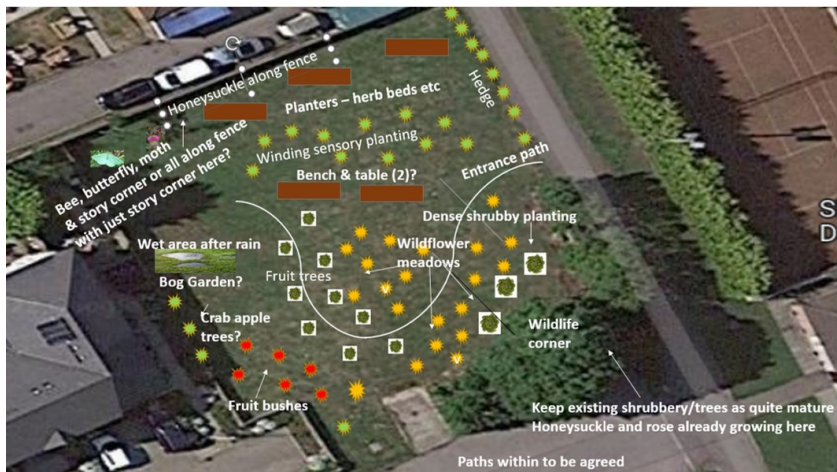 Honeysuckle along fence
Hedge
Planters – herb beds etc
Winding sensory planting
Entrance path
Bee, butterfly, moth
& story corner or all along fence
with just story corner here?
Bench & table (2)?
Dense shrubby planting
S
D
Wet area after rain
Wildflower
meadows
Fruit trees
Bog Garden?
Crab apple
trees?
Wildlife
corner
Fruit bushes
Keep existing shrubbery/trees as quite mature
Honeysuckle and rose already growing here
Paths within to be agreed